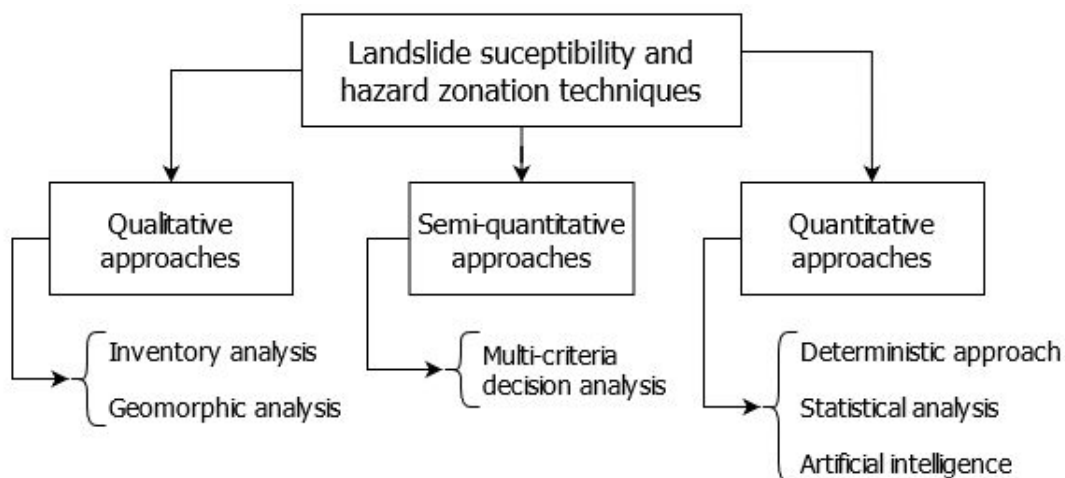 Landslide suceptibility and
hazard zonation techniques
Qualitative
approaches
Semi-quantitative
approaches
Quantitative
approaches
Inventory analysis
Geomorphic analysis
Multi-criteria
decision analysis
Deterministic approach
Statistical analysis
Artificial intelligence